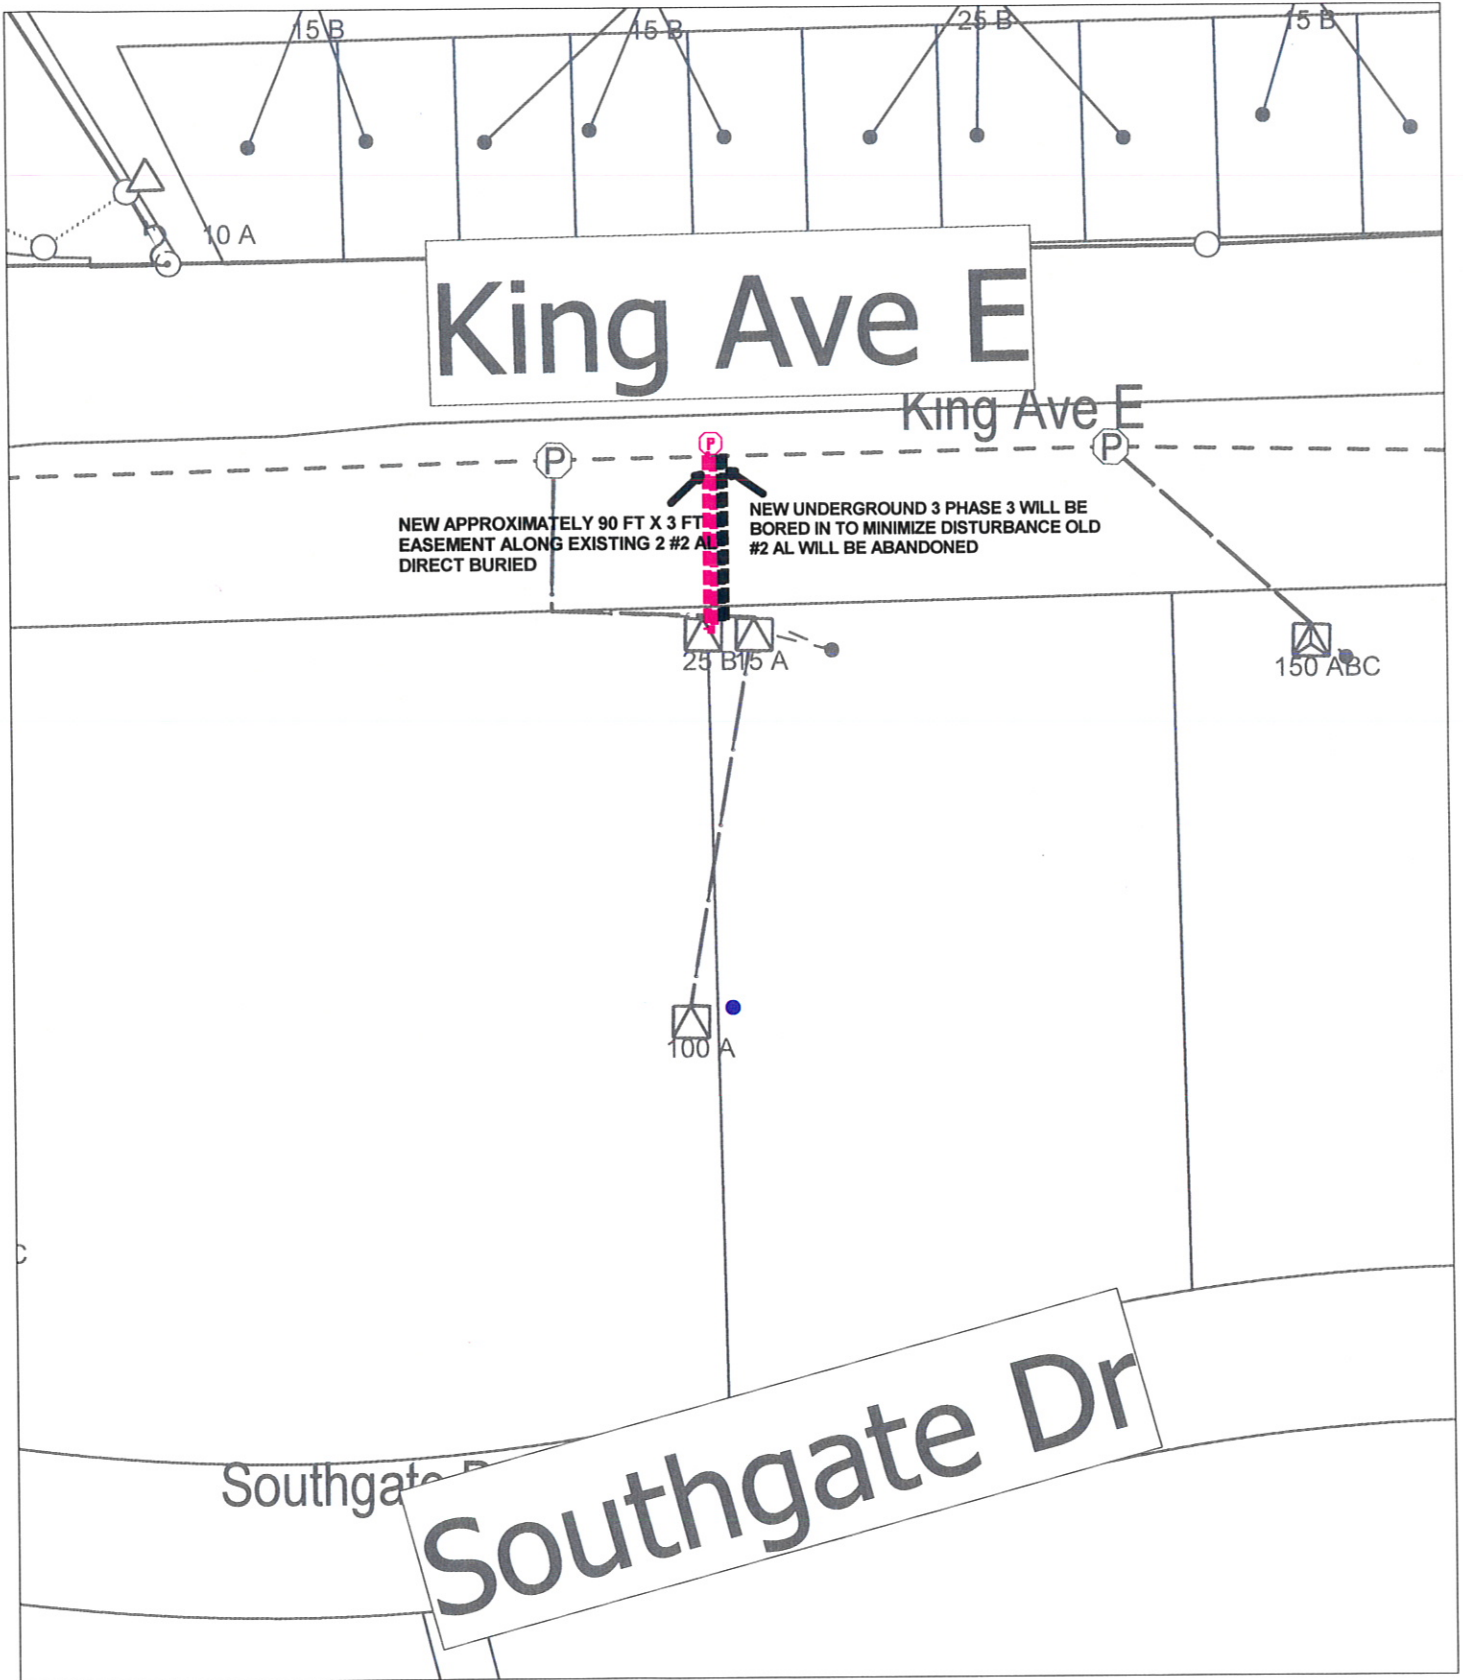 15 B
15 B
25 B
15 B
10 A
King Ave E
King Ave E
P
P
P
NEW APPROXIMATELY 90 FT X 3 FT
EASEMENT ALONG EXISTING 2 #2 AL
DIRECT BURIED
NEW UNDERGROUND 3 PHASE 3 WILL BE
BORED IN TO MINIMIZE DISTURBANCE OLD
#2 AL WILL BE ABANDONED
25 B
15 A
150 ABC
100 A
C
Southgate D
Southgate Dr